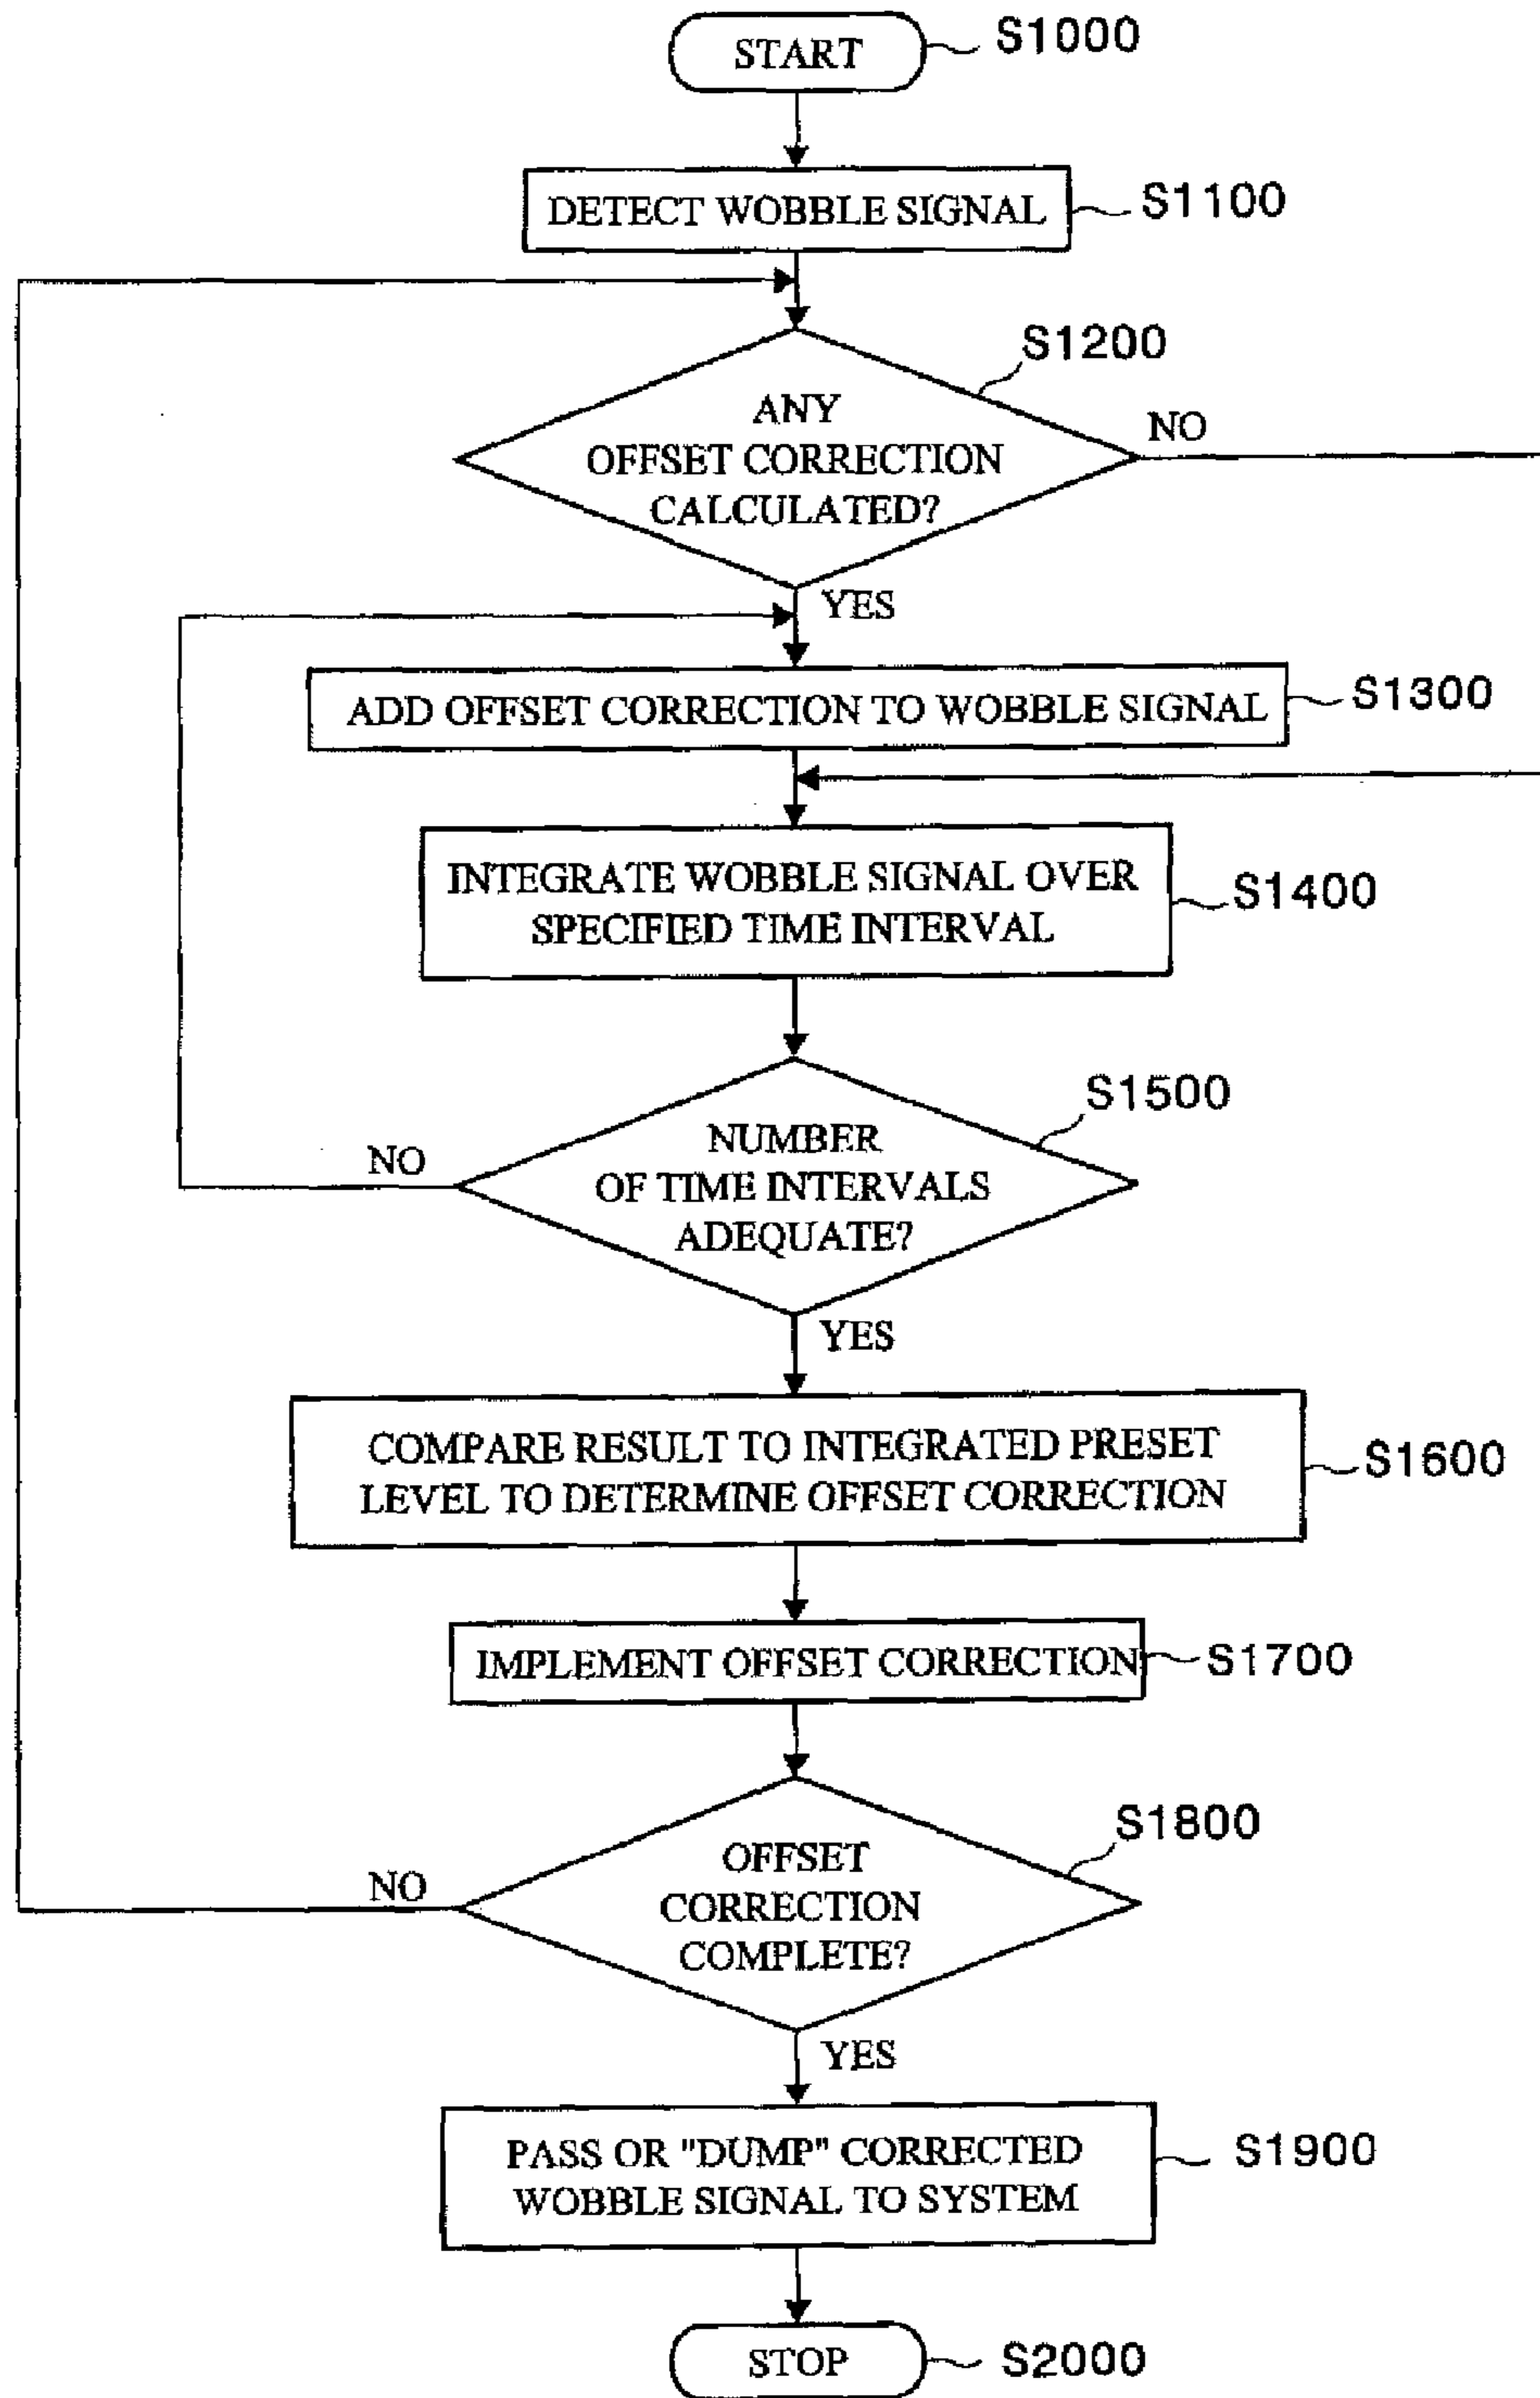 START
S1000
DETECT WOBBLE SIGNAL
S1100
S1200
ANY
OFFSET CORRECTION
CALCULATED?
NO
YES
ADD OFFSET CORRECTION TO WOBBLE SIGNAL
S1300
INTEGRATE WOBBLE SIGNAL OVER
SPECIFIED TIME INTERVAL
S1400
S1500
NUMBER
OF TIME INTERVALS
ADEQUATE?
NO
YES
COMPARE RESULT TO INTEGRATED PRESET
LEVEL TO DETERMINE OFFSET CORRECTION
S1600
IMPLEMENT OFFSET CORRECTION
S1700
S1800
OFFSET
CORRECTION
COMPLETE?
NO
YES
PASS OR "DUMP" CORRECTED
WOBBLE SIGNAL TO SYSTEM
S1900
STOP
S2000